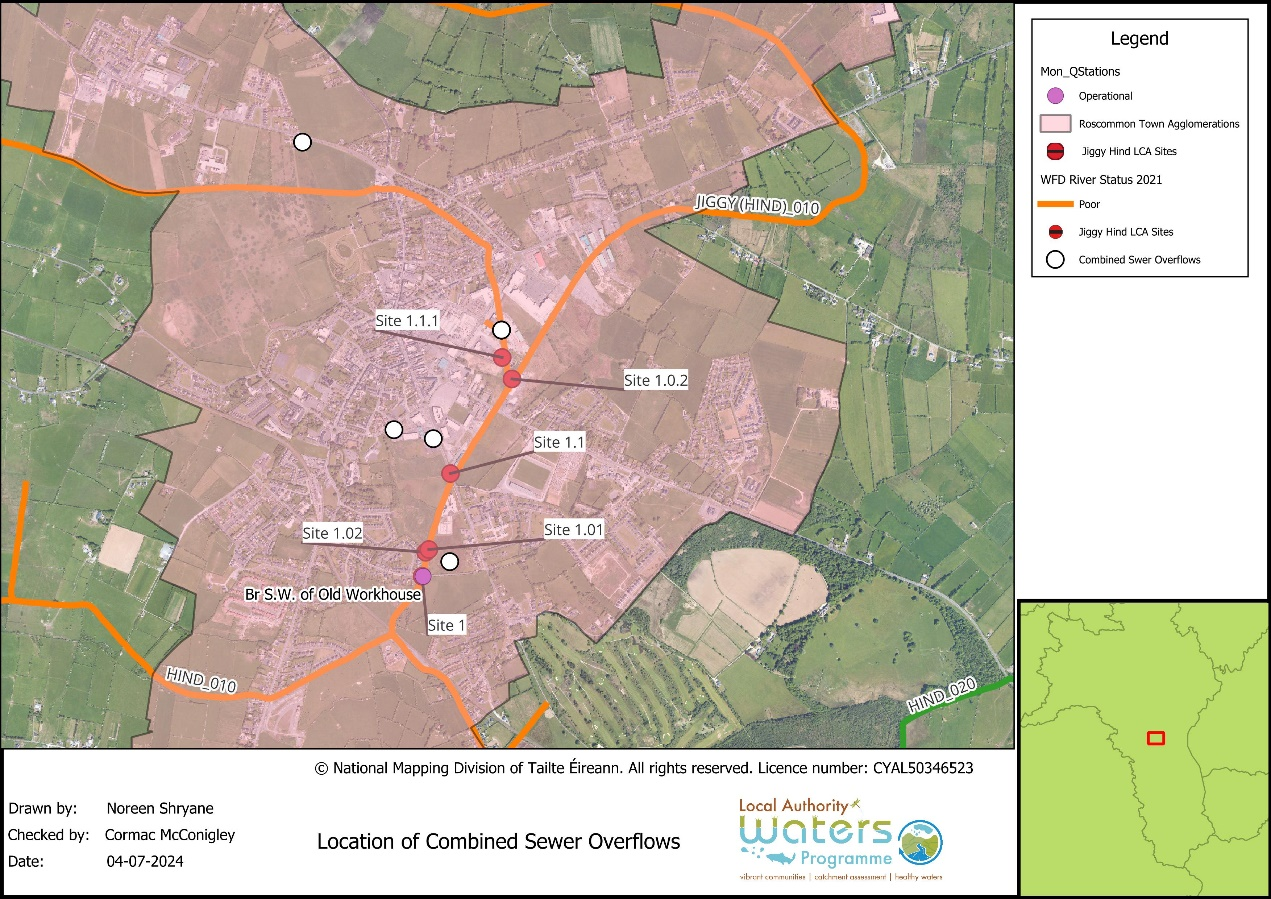 JIGGY (HIND)_010
Site 1.1.1
Site 1.0.2
Site 1.1
Site 1.02
Site 1.01
Br S.W. of Old Workhouse
Site 1
HIND_010
HIND_020
Legend
Mon_QStations
Operational
Roscommon Town Agglomerations
Jiggy Hind LCA Sites
WFD River Status 2021
Poor
Jiggy Hind LCA Sites
Combined Swer Overflows
© National Mapping Division of Tailte Éireann. All rights reserved. Licence number: CYAL50346523
Drawn by: Noreen Shryane
Checked by: Cormac McConigley
Date: 04-07-2024
Location of Combined Sewer Overflows
Local Authority
waters
Programme
vibrant communities | catchment assessment | healthy waters